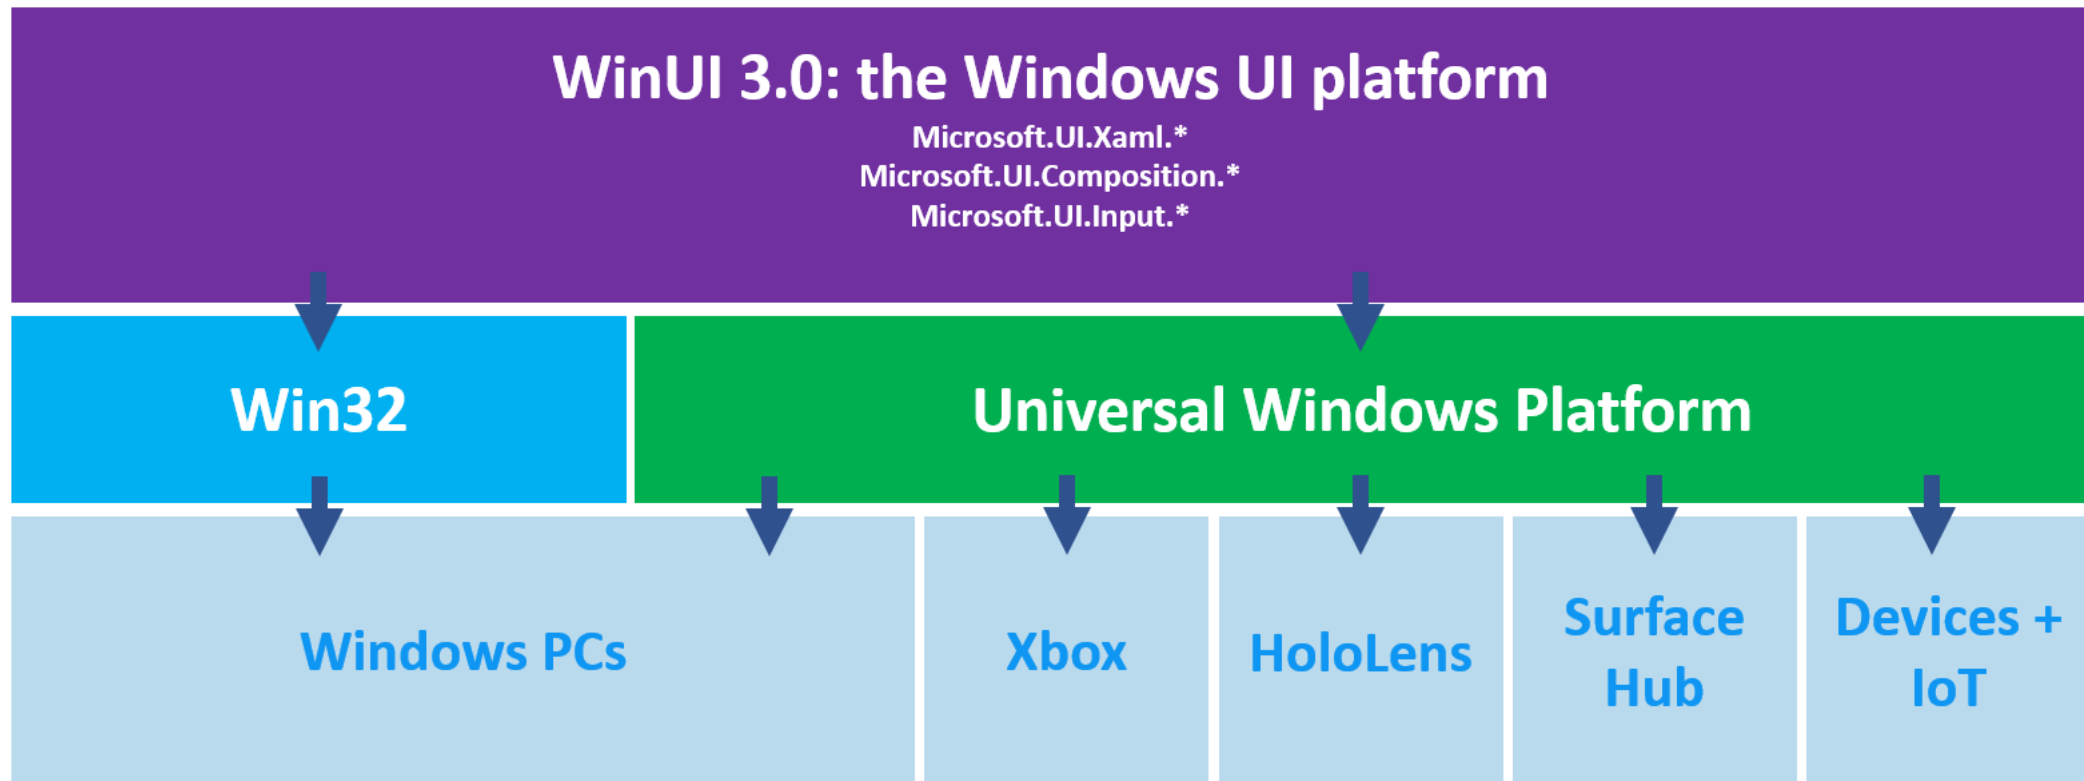 WinUI 3.0: the Windows UI platform
Microsoft.UI.Xaml.*
Microsoft.UI.Composition.*
Microsoft.UI.Input.*
Win32
Universal Windows Platform
Windows PCs
Xbox
HoloLens
Surface
Hub
Devices +
IoT